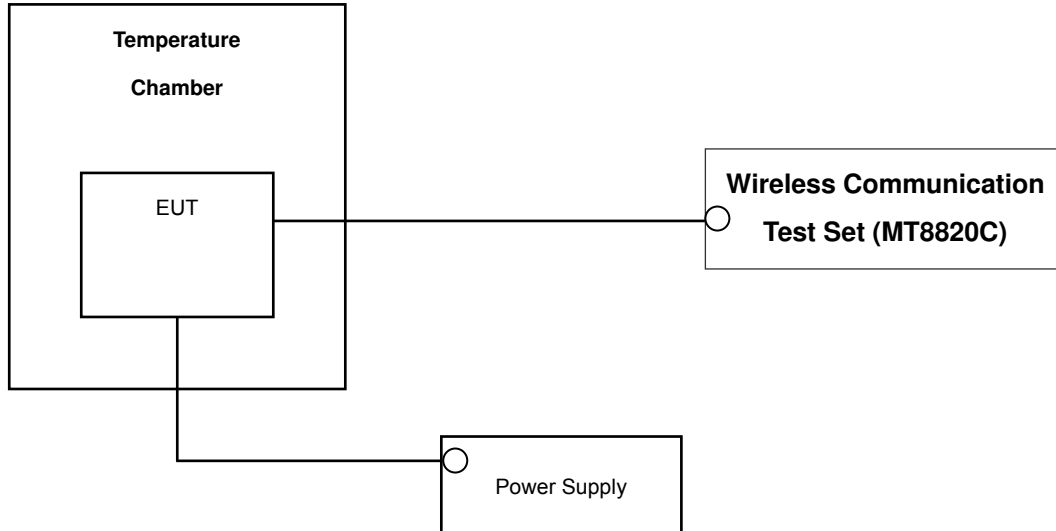 Temperature
Chamber
EUT
Wireless Communication
Test Set (MT8820C)
Power Supply